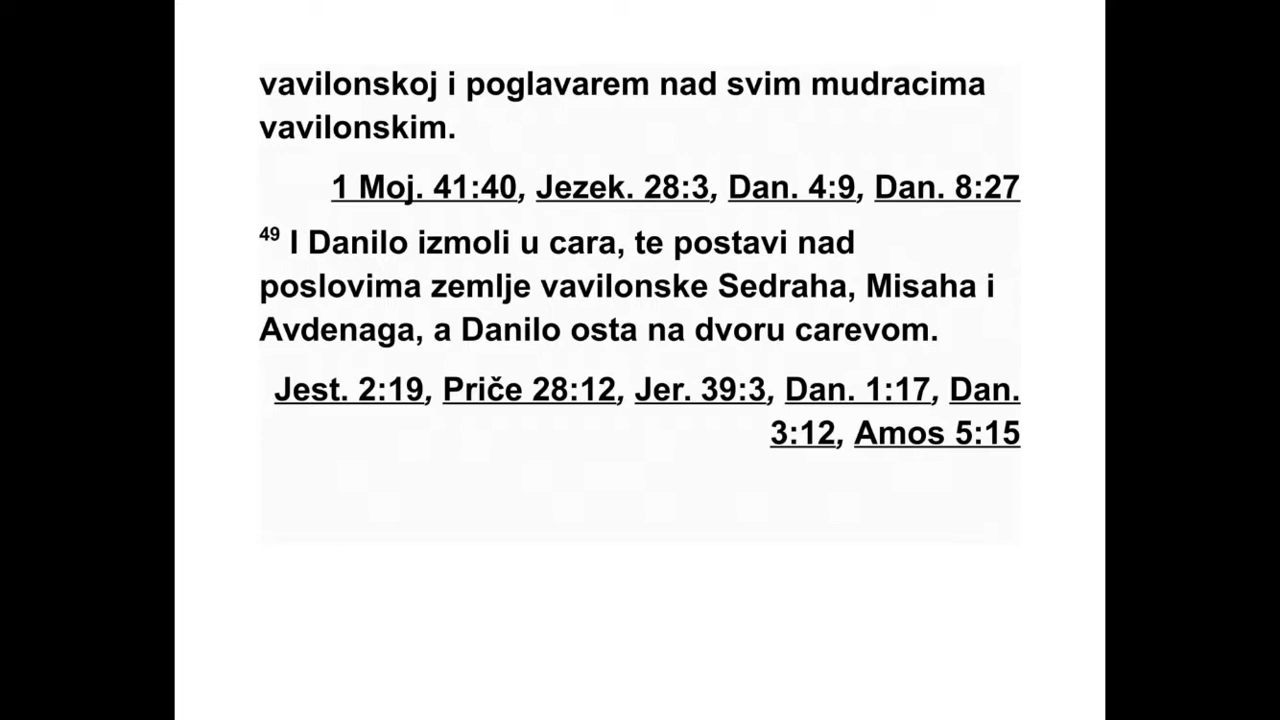 vavilonskoj i poglavarem nad svim mudracima
vavilonskim.
1 Moj. 41:40, Jezek. 28:3, Dan. 4:9, Dan. 8:27
49 I Danilo izmoli u cara, te postavi nad
poslovima zemlje vavilonske Sedraha, Misaha i
Avdenaga, a Danilo osta na dvoru carevom.
Jest. 2:19, Priče 28:12, Jer. 39:3, Dan. 1:17, Dan.
3:12, Amos 5:15